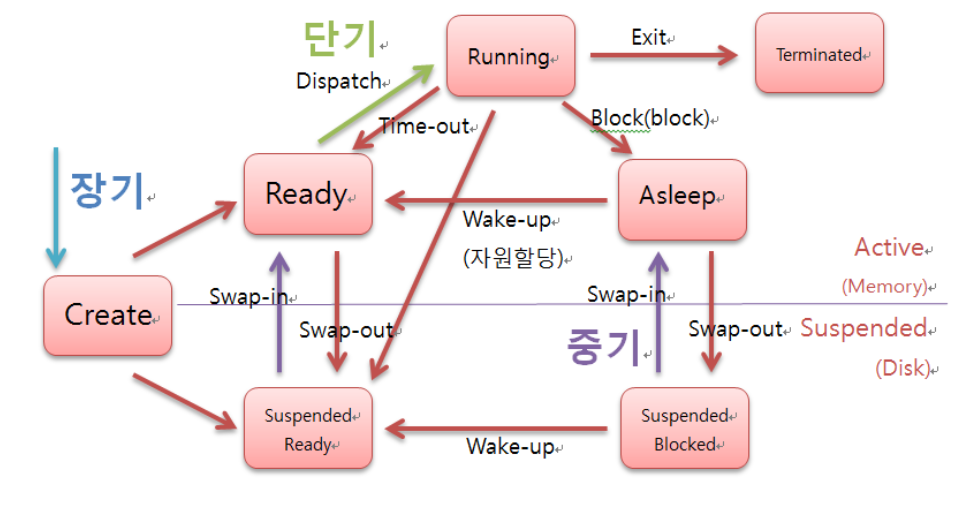 단기
Running
Exit
Terminated
Dispatch
Time-out
Block(block)
장기
Ready
Asleep
Wake-up
(자원할당)
Active
(Memory)
Create
Swap-in
Swap-out
Swap-in
중기
Swap-out
Suspended
(Disk)
Suspended
Ready
Wake-up
Suspended
Blocked